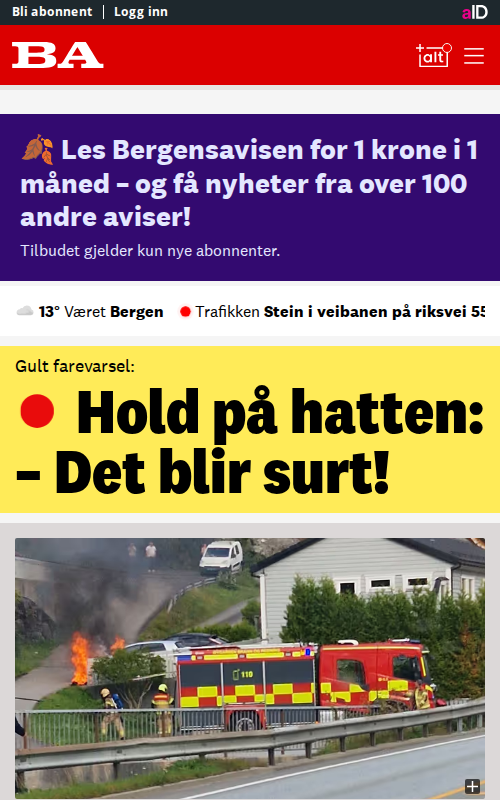 Bli abonnent | Logg inn
aID
BA
alt
Les Bergensavisen for 1 krone i 1
måned – og få nyheter fra over 100
andre aviser!
Tilbudet gjelder kun nye abonnenter.
13° Været Bergen Trafikken Stein i veibanen på riksvei 55
Gult farevarsel:
Hold på hatten:
– Det blir surt!
110